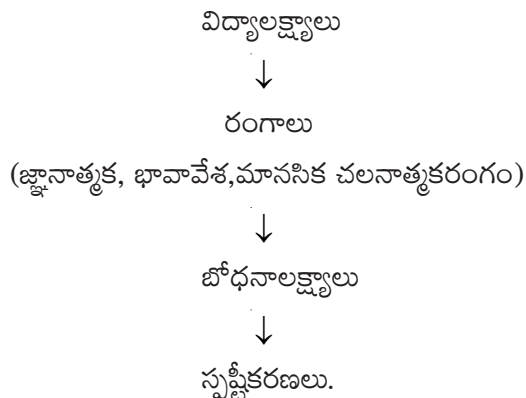 విద్యాలక్ష్యాలు
↓
రంగాలు
(జ్ఞానాత్మక, భావావేశ,మానసిక చలనాత్మకరంగం)
↓
బోధనాలక్ష్యాలు
↓
స్పష్టీకరణలు.